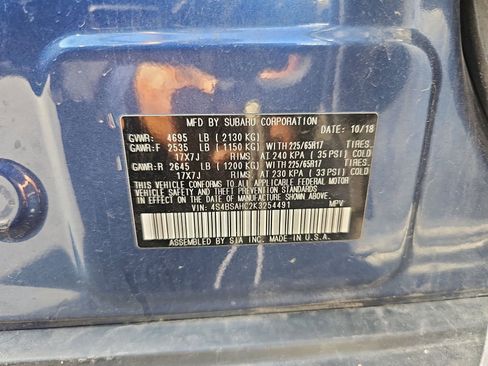 MFD BY SUBARU CORPORATION
DATE: 10/18
GVWR: 4695 LB (2130 KG)
GAWR:F 2535 LB (1150 KG) WITH 225/65R17 TIRES.
17X7J RIMS. AT 240 KPA (35 PSI) COLD
GAWR:R 2645 LB (1200 KG) WITH 225/65R17 TIRES.
17X7J RIMS. AT 230 KPA (33 PSI) COLD
THIS VEHICLE CONFORMS TO ALL APPLICABLE FEDERAL MOTOR
VEHICLE SAFETY AND THEFT PREVENTION STANDARDS IN EFFECT
ON THE DATE OF MANUFACTURE SHOWN ABOVE.
VIN: 4S4BSAHC2K3254491 MPV
ASSEMBLED BY SIA INC. MADE IN U.S.A.